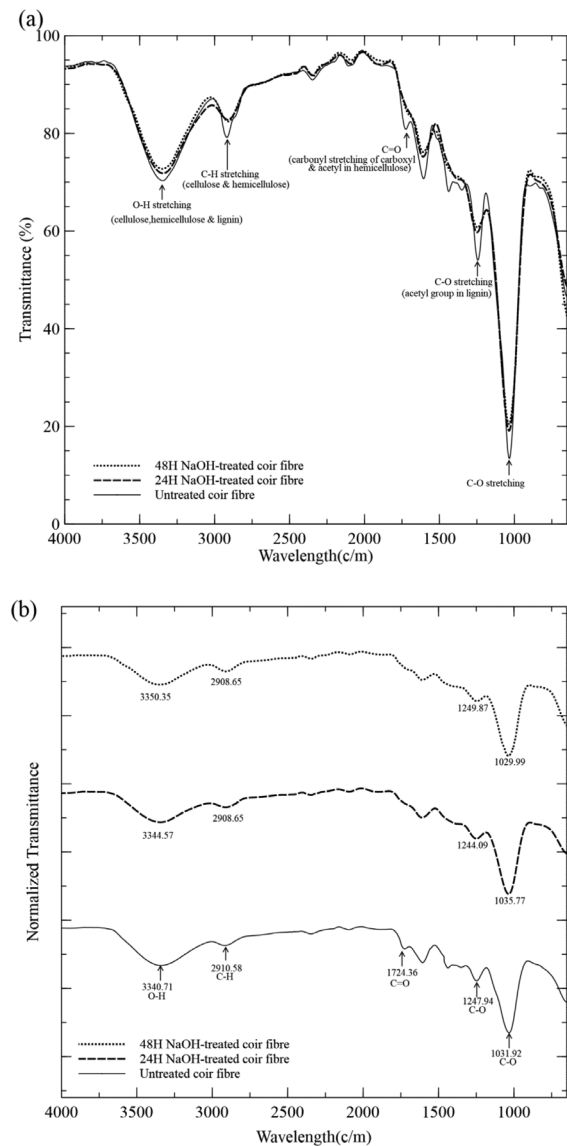 (a)
100
80
60
40
20
0
Transmittance (%)
O-H stretching
(cellulose,hemicellulose & lignin)
C-H stretching
(cellulose & hemicellulose)
C=O
(carbonyl stretching of carboxyl
& acetyl in hemicellulose)
C-O stretching
(acetyl group in lignin)
C-O stretching
48H NaOH-treated coir fibre
24H NaOH-treated coir fibre
Untreated coir fibre
4000 3500 3000 2500 2000 1500 1000
Wavelength(c/m)
(b)
Normalized Transmittance
3350.35
2908.65
1249.87
1029.99
3344.57
2908.65
1244.09
1035.77
3340.71
O-H
2910.58
C-H
1724.36
C=O
1247.94
C-O
1031.92
C-O
48H NaOH-treated coir fibre
24H NaOH-treated coir fibre
Untreated coir fibre
4000 3500 3000 2500 2000 1500 1000
Wavelength(c/m)